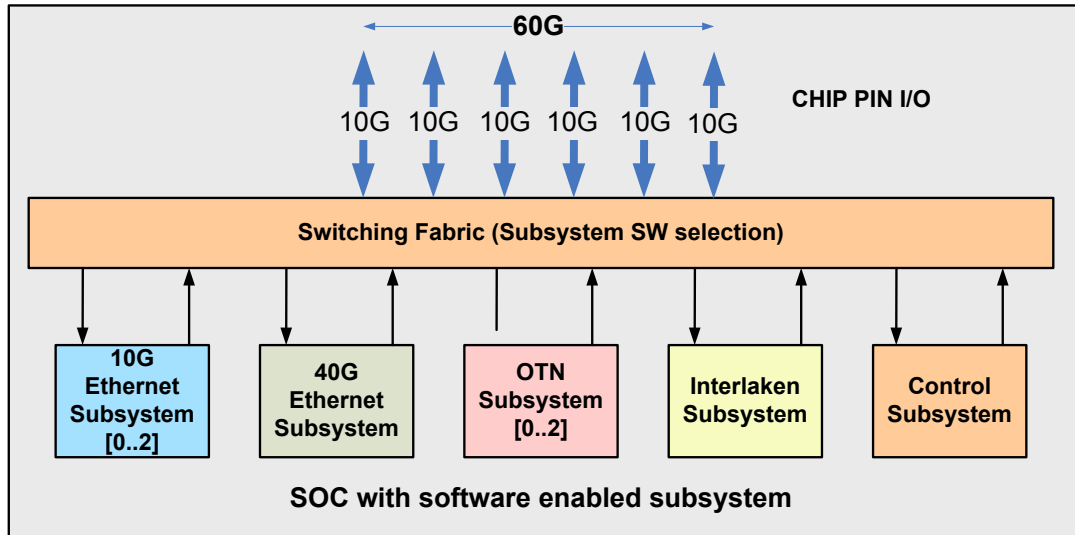 60G
CHIP PIN I/O
10G 10G 10G 10G 10G 10G
Switching Fabric (Subsystem SW selection)
10G
Ethernet
Subsystem
[0..2]
40G
Ethernet
Subsystem
OTN
Subsystem
[0..2]
Interlaken
Subsystem
Control
Subsystem
SOC with software enabled subsystem